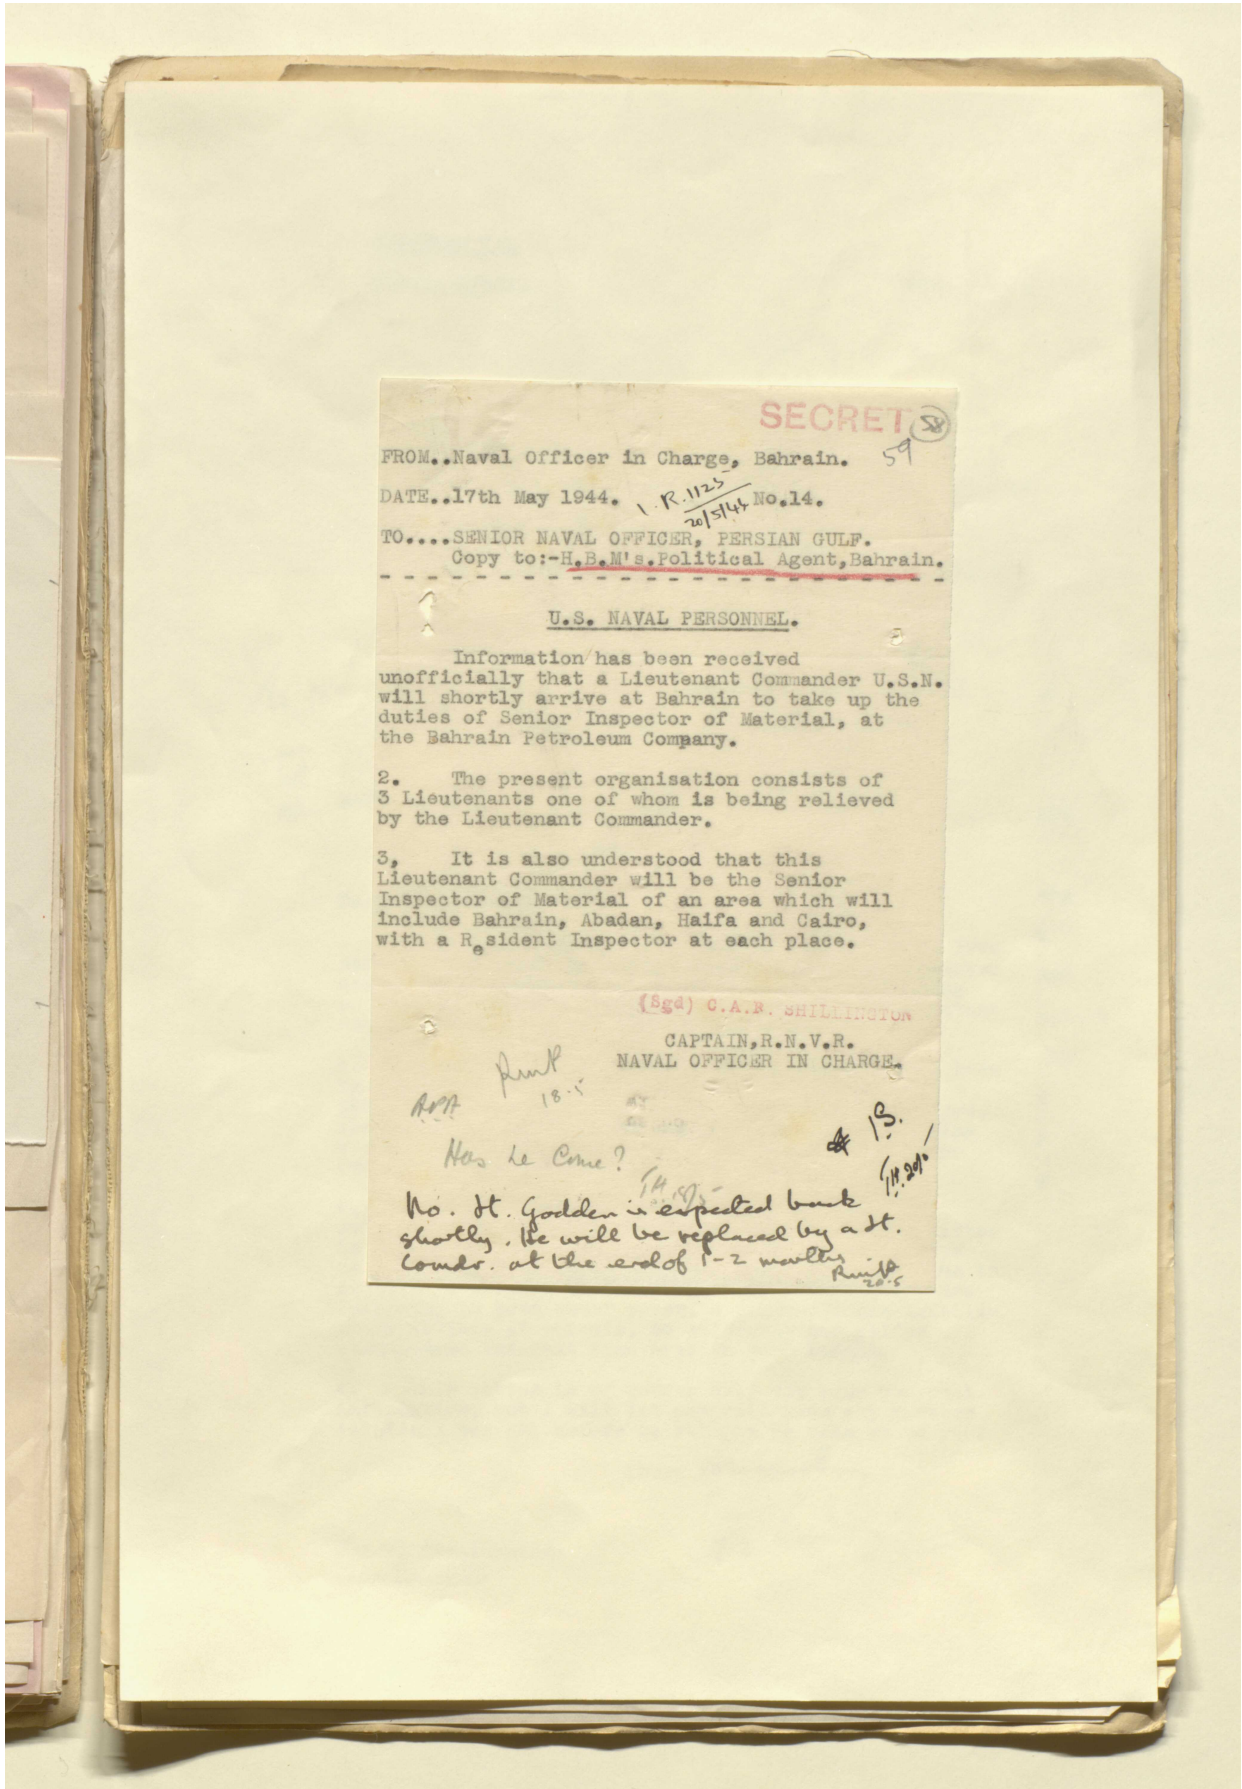 SECRET 58
59
FROM..Naval Officer in Charge, Bahrain.
DATE..17th May 1944. No.14.
I.R.1125
20/5/44
TO....SENIOR NAVAL OFFICER, PERSIAN GULF.
Copy to:-H.B.M's.Political Agent,Bahrain.
U.S. NAVAL PERSONNEL.
Information has been received
unofficially that a Lieutenant Commander U.S.N.
will shortly arrive at Bahrain to take up the
duties of Senior Inspector of Material, at
the Bahrain Petroleum Company.
2. The present organisation consists of
3 Lieutenants one of whom is being relieved
by the Lieutenant Commander.
3, It is also understood that this
Lieutenant Commander will be the Senior
Inspector of Material of an area which will
include Bahrain, Abadan, Haifa and Cairo,
with a Resident Inspector at each place.
(Sgd) C.A.R. SHILLINGTON
CAPTAIN,R.N.V.R.
NAVAL OFFICER IN CHARGE.
18.5
APA
Has he come?
No. Lt. Godden is expected back
shortly. He will be replaced by a Lt.
Comdr. at the end of 1-2 months
20.5